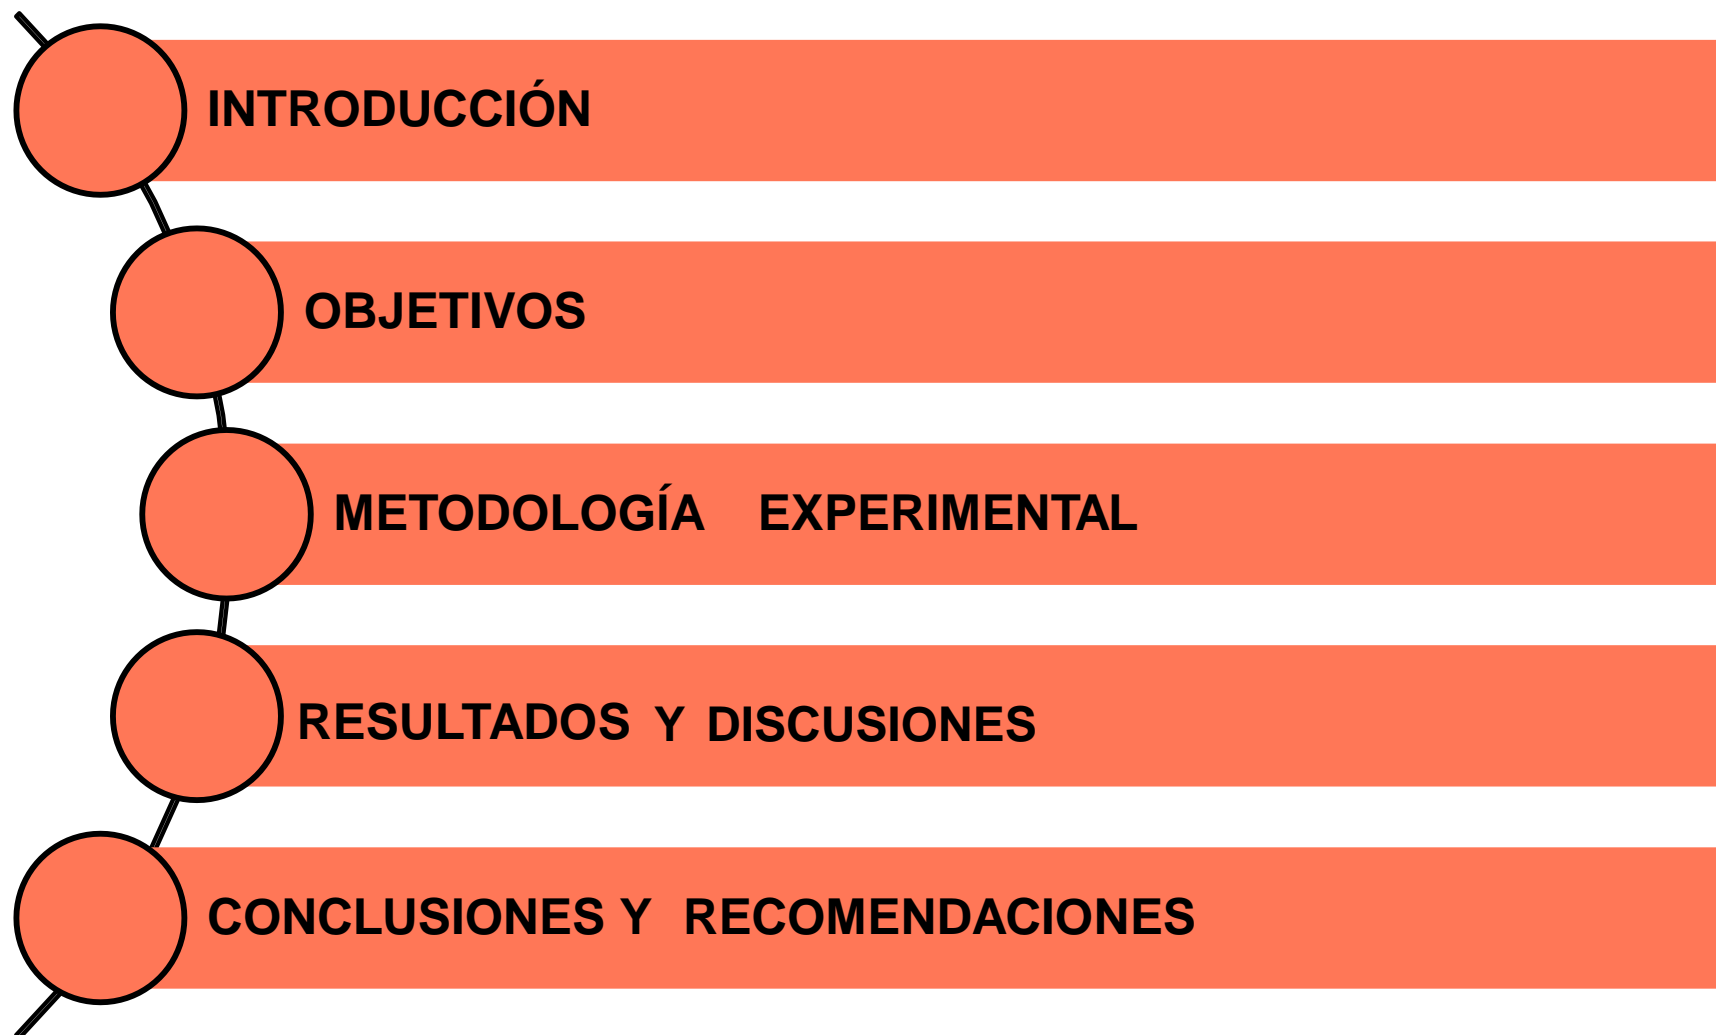 INTRODUCCIÓN
OBJETIVOS
METODOLOGÍA EXPERIMENTAL
RESULTADOS Y DISCUSIONES
CONCLUSIONES Y RECOMENDACIONES